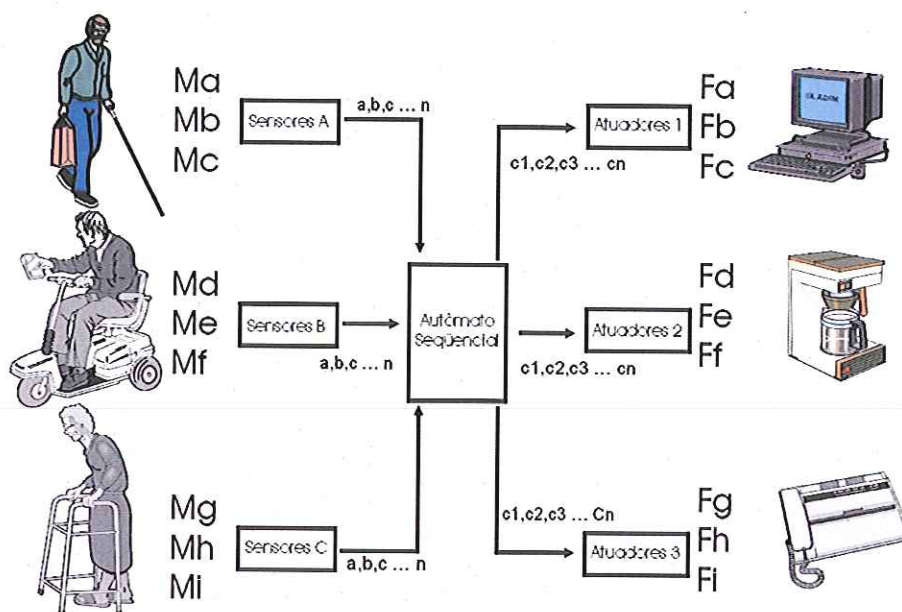 Ma
Mb
Mc
Sensores A
a,b,c ... n
Atuadores 1
c1,c2,c3 ... cn
Fa
Fb
Fc
Md
Me
Mf
Sensores B
a,b,c ... n
Autômato
Seqüencial
Atuadores 2
c1,c2,c3 ... cn
Fd
Fe
Ff
Mg
Mh
Mi
Sensores C
a,b,c ... n
c1,c2,c3 ... Cn
Atuadores 3
Fg
Fh
Fi